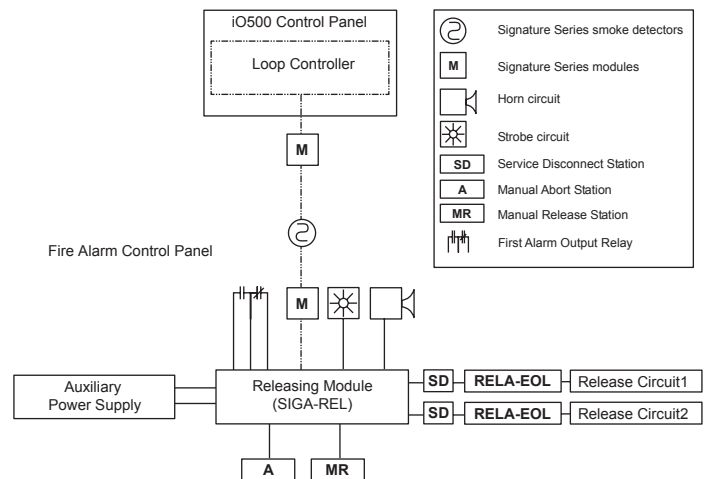 iO500 Control Panel
Loop Controller
M
Fire Alarm Control Panel
M
Auxiliary
Power Supply
Releasing Module
(SIGA-REL)
SD
RELA-EOL
Release Circuit1
SD
RELA-EOL
Release Circuit2
A
MR
Signature Series smoke detectors
M
Signature Series modules
Horn circuit
Strobe circuit
SD
Service Disconnect Station
A
Manual Abort Station
MR
Manual Release Station
First Alarm Output Relay